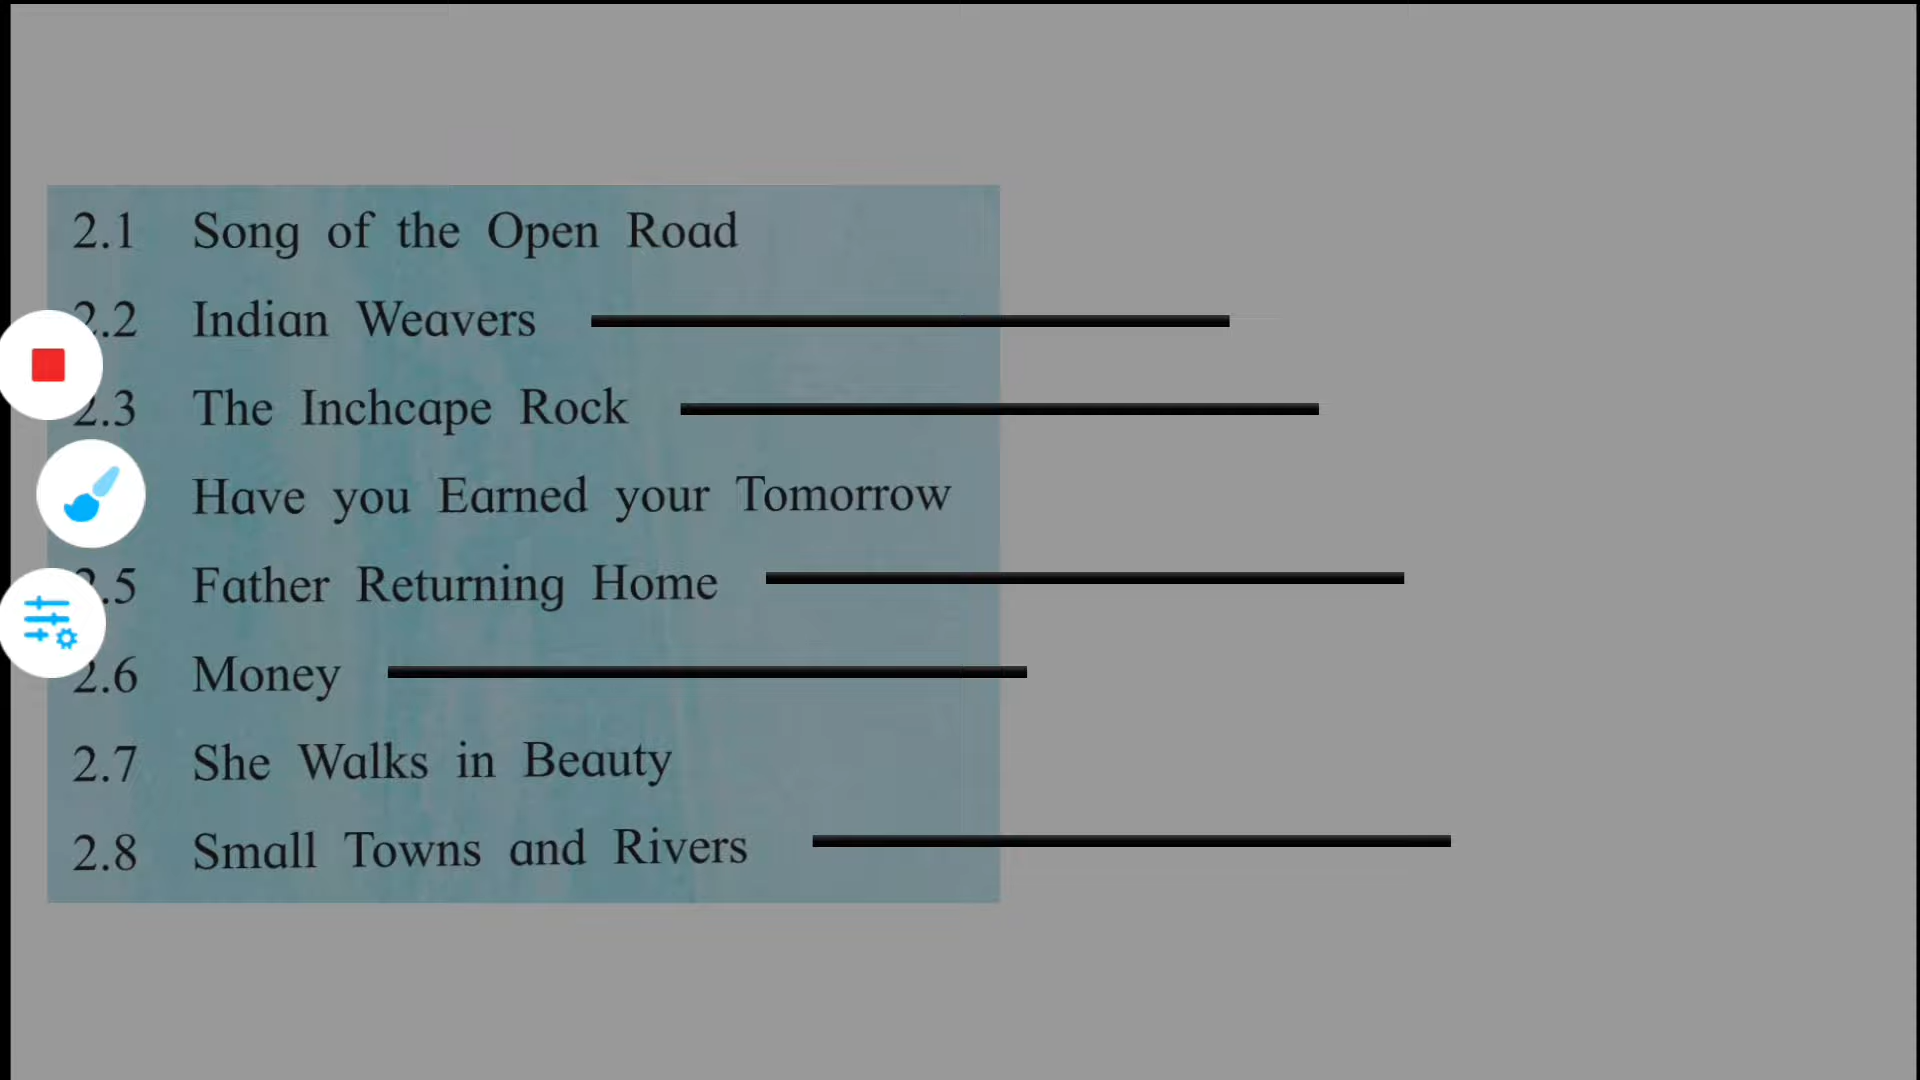 2.1 Song of the Open Road
2.2 Indian Weavers
2.3 The Inchcape Rock
Have you Earned your Tomorrow
.5 Father Returning Home
2.6 Money
2.7 She Walks in Beauty
2.8 Small Towns and Rivers